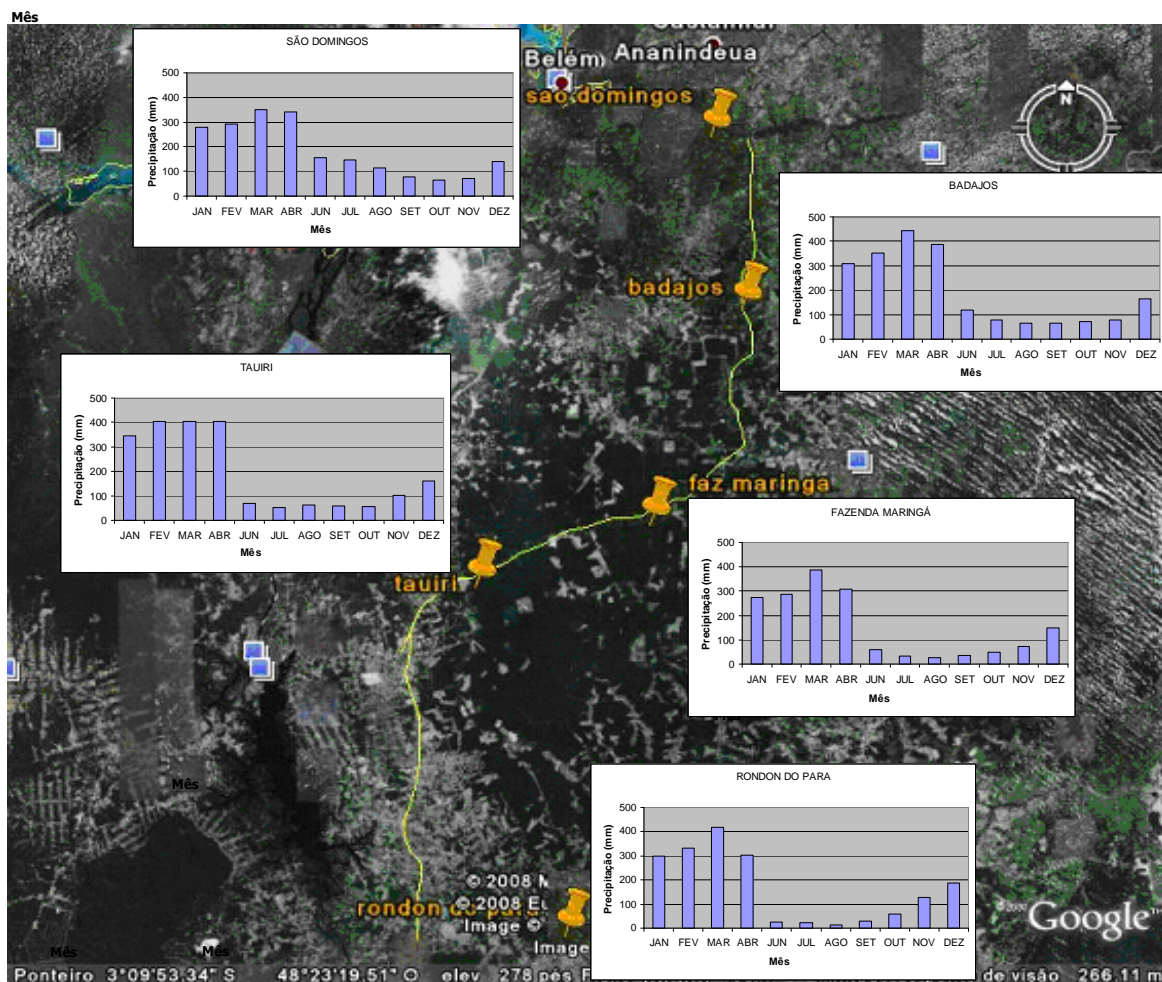 Mês
SÃO DOMINGOS
Precipitação (mm)
500
400
300
200
100
0
JAN FEV MAR ABR JUN JUL AGO SET OUT NOV DEZ
Mês
Belém
Ananindeua
sao domingos
N
BADAJOS
Precipitação (mm)
500
400
300
200
100
0
JAN FEV MAR ABR JUN JUL AGO SET OUT NOV DEZ
Mês
badajos
TAUIRI
Precipitação (mm)
500
400
300
200
100
0
JAN FEV MAR ABR JUN JUL AGO SET OUT NOV DEZ
Mês
faz maringa
tauiri
FAZENDA MARINGÁ
Precipitação (mm)
500
400
300
200
100
0
JAN FEV MAR ABR JUN JUL AGO SET OUT NOV DEZ
Mês
Mês
RONDON DO PARA
Precipitação (mm)
500
400
300
200
100
0
JAN FEV MAR ABR JUN JUL AGO SET OUT NOV DEZ
Mês
© 2008
© 2008
Image ©
Image
rondon do para
Google™
Mês
Mês
Ponteiro 3°09'53,34" S 48°23'19,51" O elev 278 pés
de visão 266.11 m